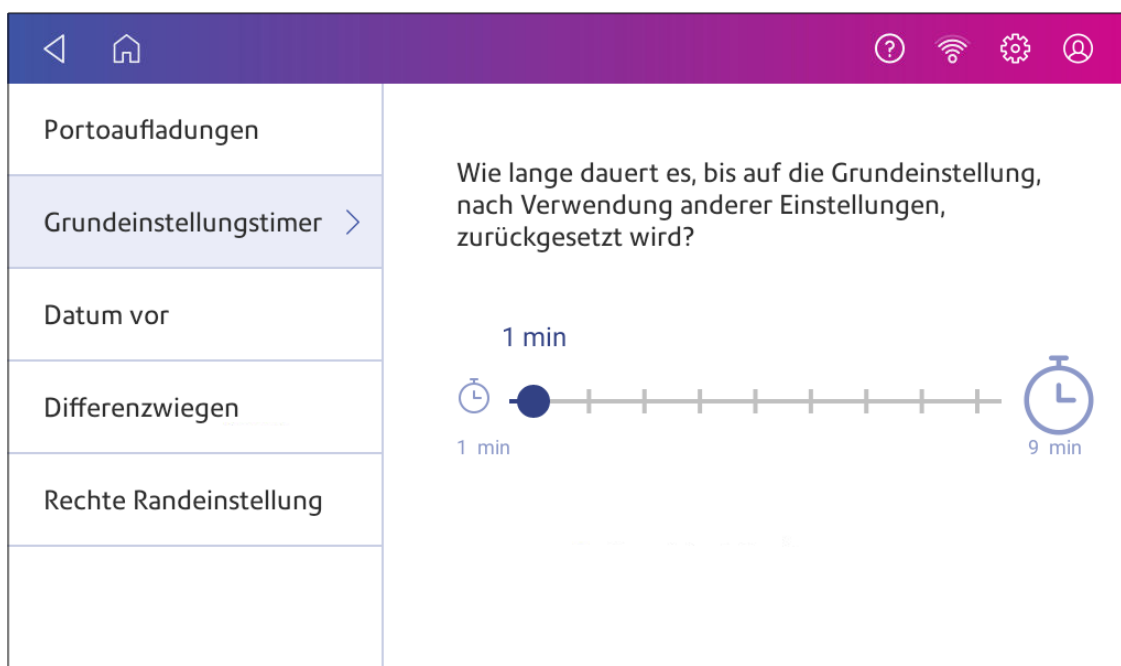 Portoaufladungen
Grundeinstellungstimer
Datum vor
Differenzwiegen
Rechte Randeinstellung
Wie lange dauert es, bis auf die Grundeinstellung,
nach Verwendung anderer Einstellungen,
zurückgesetzt wird?
1 min
1 min
9 min